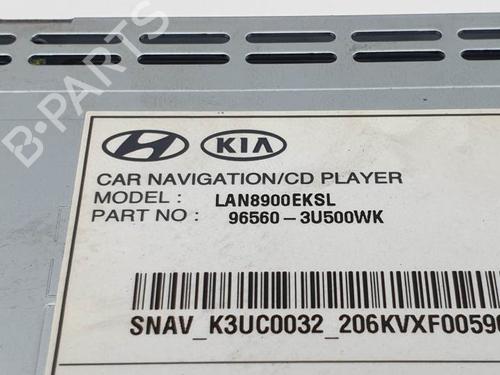 B-PARTS
KIA
CAR NAVIGATION/CD PLAYER
MODEL : LAN8900EKSL
PART NO : 96560-3U500WK
SNAV_K3UC0032_206KVXF0059